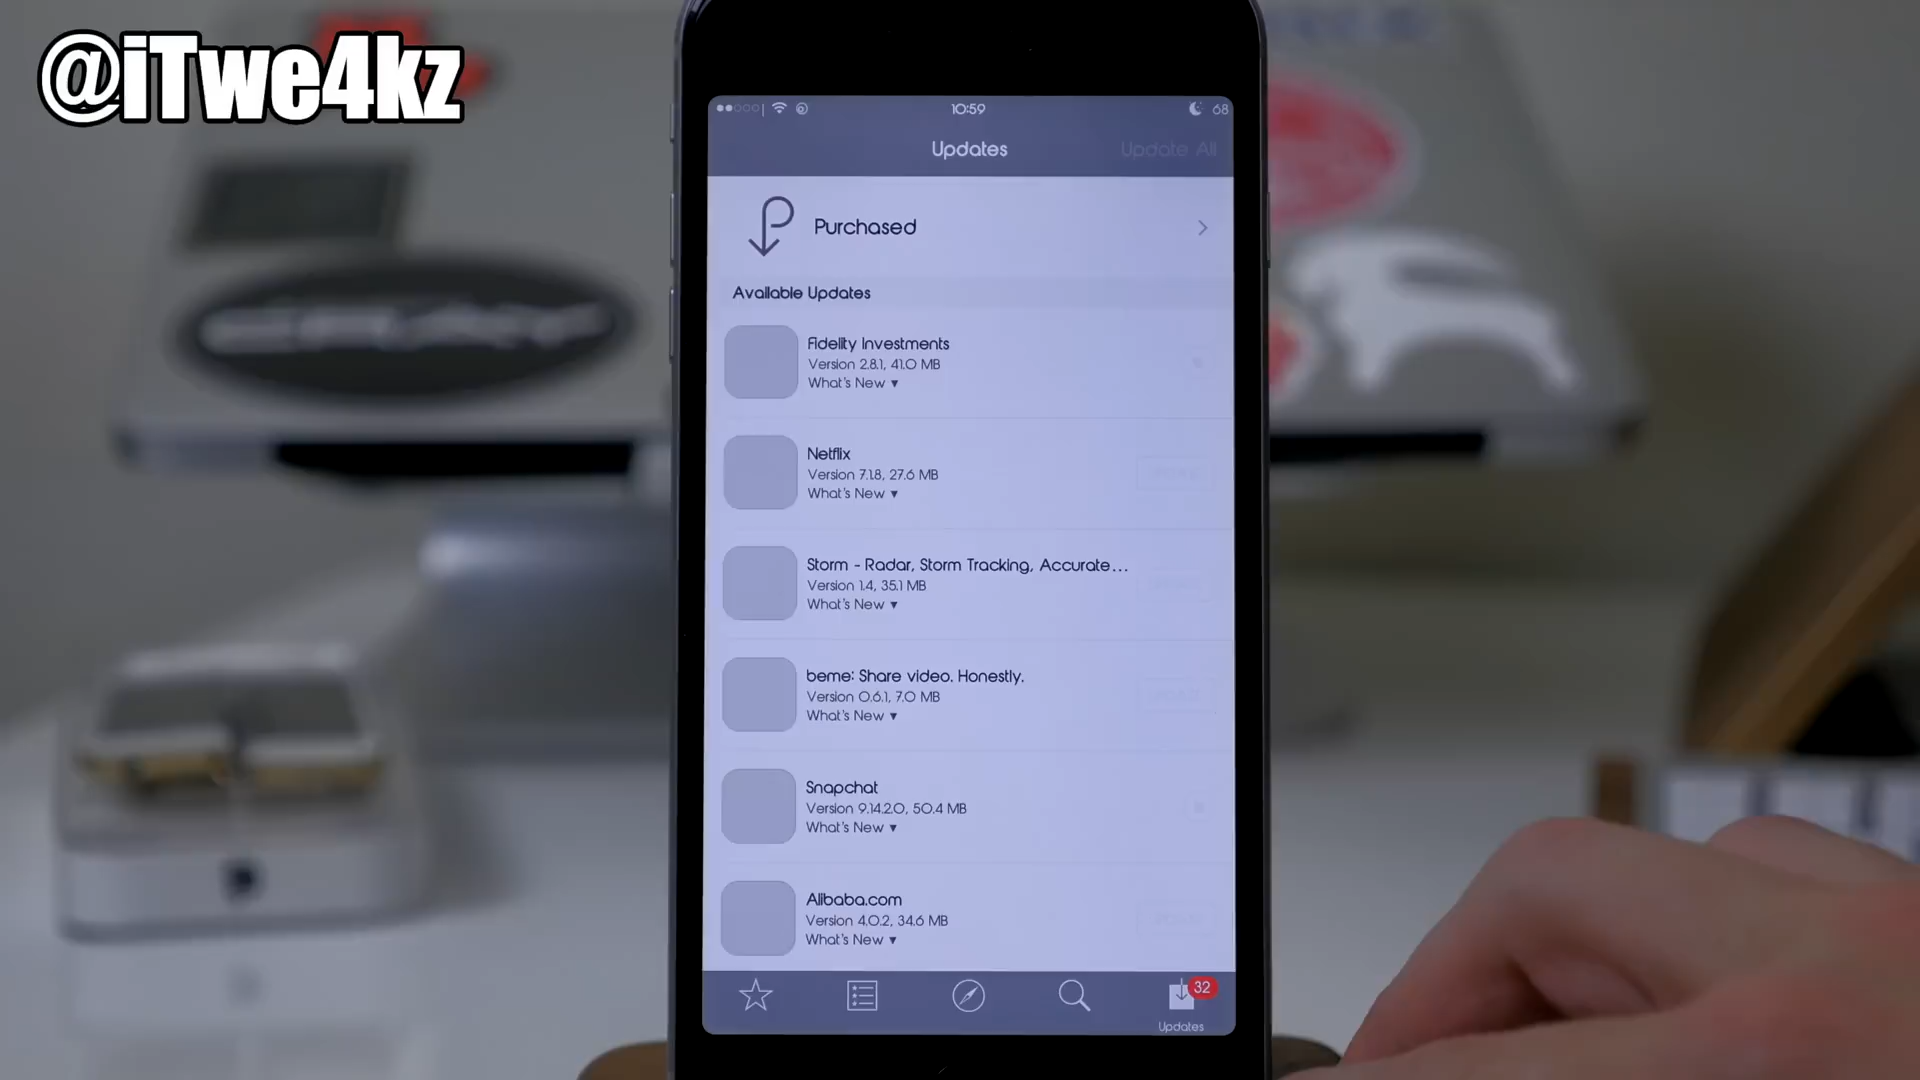 @iTwe4kz
10:59
68
Updates
Update All
Purchased
Available Updates
Fidelity Investments
Version 2.8.1, 41.0 MB
What's New ▾
Netflix
Version 7.1.8, 27.6 MB
What's New ▾
Storm - Radar, Storm Tracking, Accurate...
Version 1.4, 35.1 MB
What's New ▾
beme: Share video. Honestly.
Version 0.6.1, 7.0 MB
What's New ▾
Snapchat
Version 9.14.2.0, 50.4 MB
What's New ▾
Alibaba.com
Version 4.0.2, 34.6 MB
What's New ▾
32
Updates